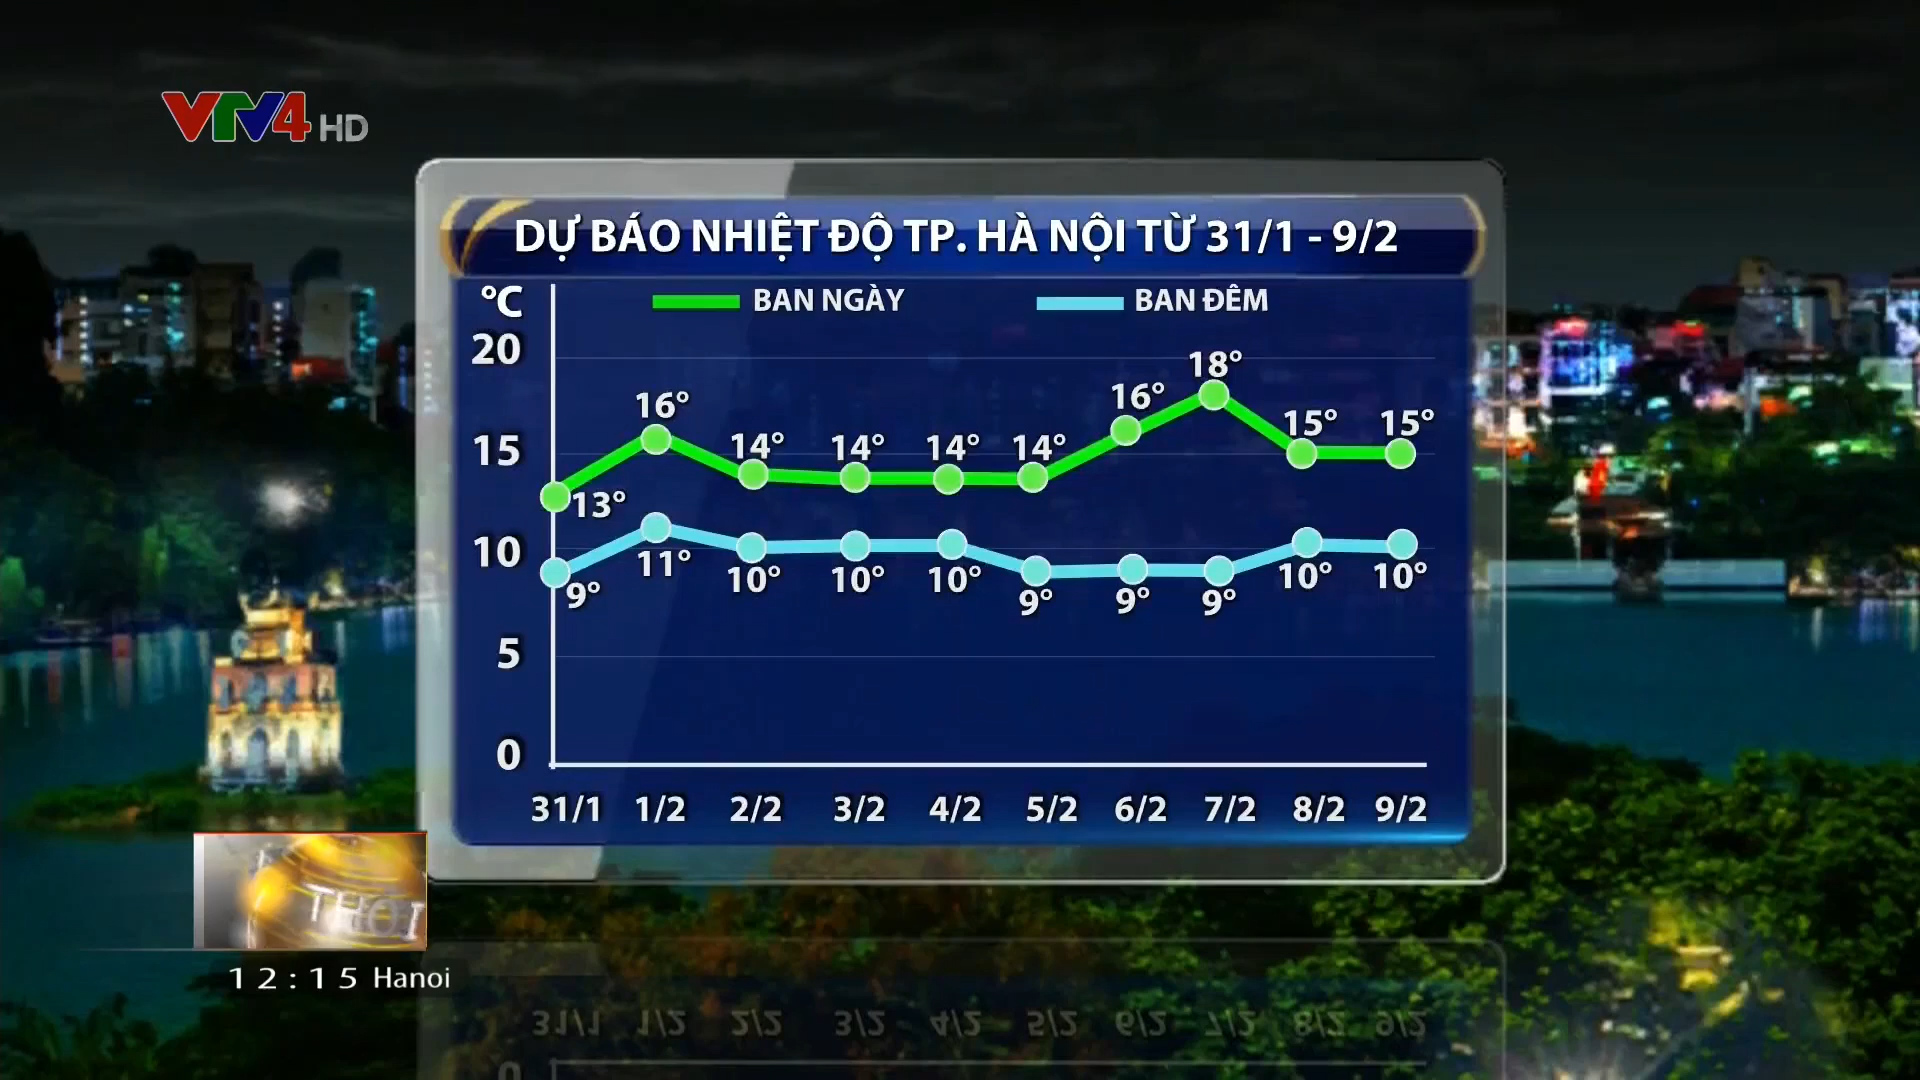 VTV4 HD
DỰ BÁO NHIỆT ĐỘ TP. HÀ NỘI TỪ 31/1 - 9/2
°C
BAN NGÀY BAN ĐÊM
20
15
10
5
0
16° 14° 14° 14° 14° 16° 18° 15° 15°
13°
11° 10° 10° 10° 9° 9° 9° 10° 10°
9°
31/1 1/2 2/2 3/2 4/2 5/2 6/2 7/2 8/2 9/2
THỜI
12:15 Hanoi